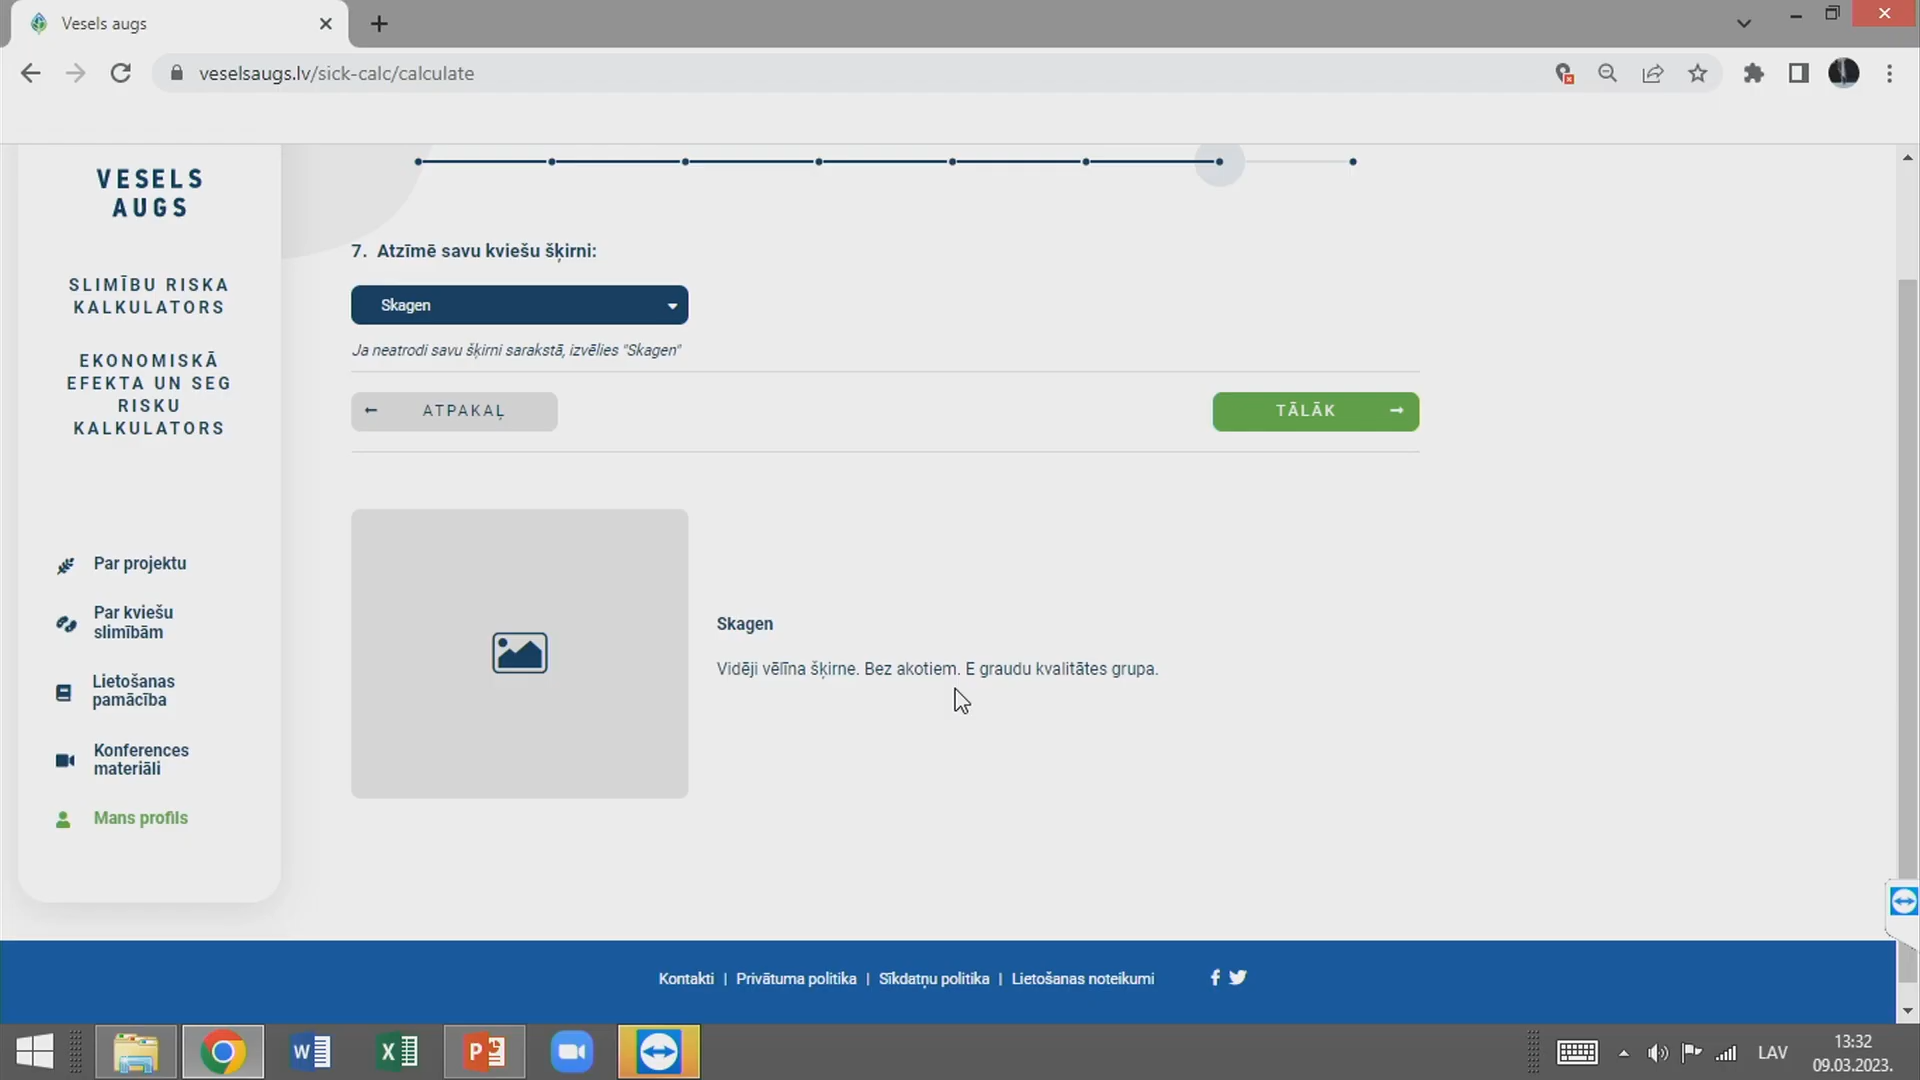 Vesels augs
veselsaugs.lv/sick-calc/calculate
VESELS
AUGS
SLIMĪBU RISKA
KALKULATORS
EKONOMISKĀ
EFEKTA UN SEG
RISKU
KALKULATORS
Par projektu
Par kviešu
slimībām
Lietošanas
pamācība
Konferences
materiāli
Mans profils
7. Atzīmē savu kviešu šķirni:
Skagen
Ja neatrodi savu šķirni sarakstā, izvēlies "Skagen"
ATPAKAĻ
TĀLĀK
Skagen
Vidēji vēlīna šķirne. Bez akotiem. E graudu kvalitātes grupa.
Kontakti | Privātuma politika | Sīkdatņu politika | Lietošanas noteikumi
LAV
13:32
09.03.2023.